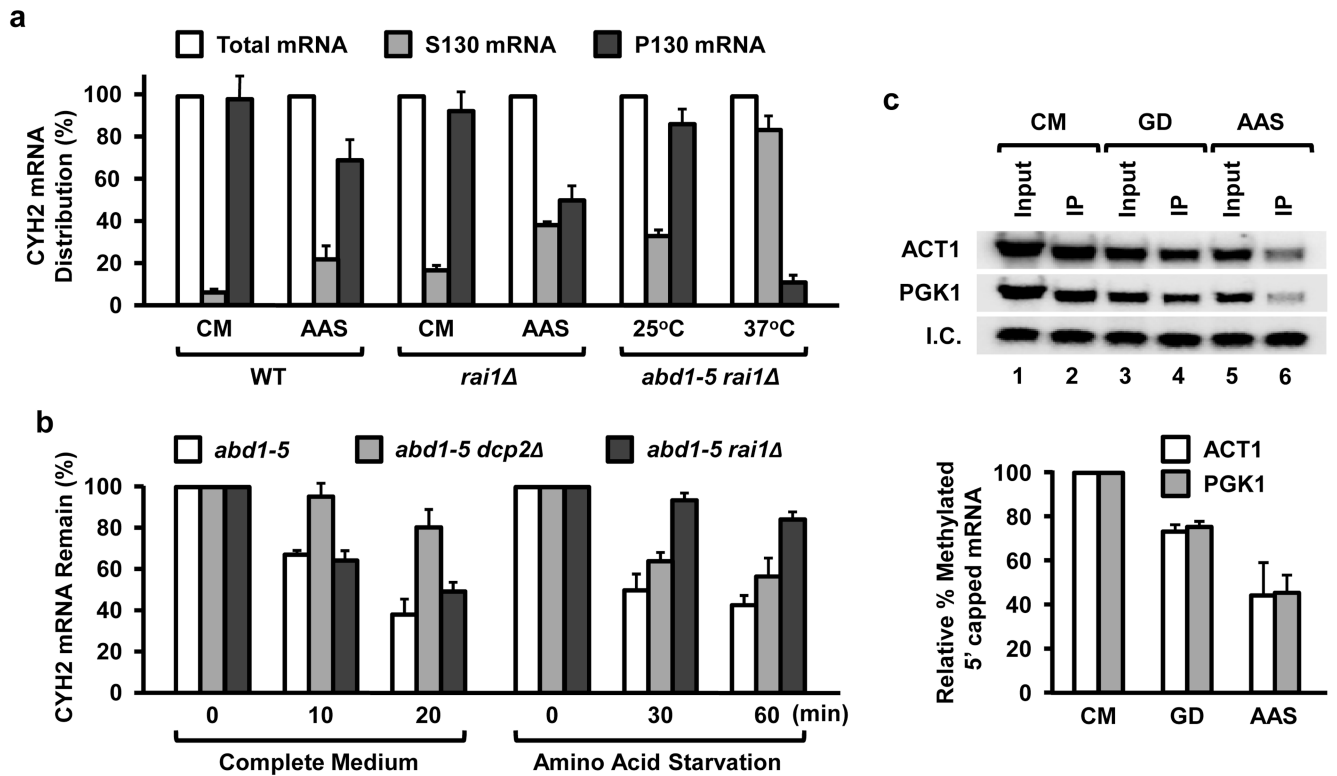 a
Total mRNA S130 mRNA P130 mRNA
CYH2 mRNA
Distribution (%)
100
80
60
40
20
0
CM AAS CM AAS 25°C 37°C
WT rai1Δ abd1-5 rai1Δ
b
abd1-5 abd1-5 dcp2Δ abd1-5 rai1Δ
CYH2 mRNA Remain (%)
100
80
60
40
20
0
0 10 20 0 30 60 (min)
Complete Medium Amino Acid Starvation
c
CM GD AAS
Input IP Input IP Input IP
ACT1
PGK1
I.C.
1 2 3 4 5 6
ACT1
PGK1
Relative % Methylated
5' capped mRNA
100
80
60
40
20
0
CM GD AAS